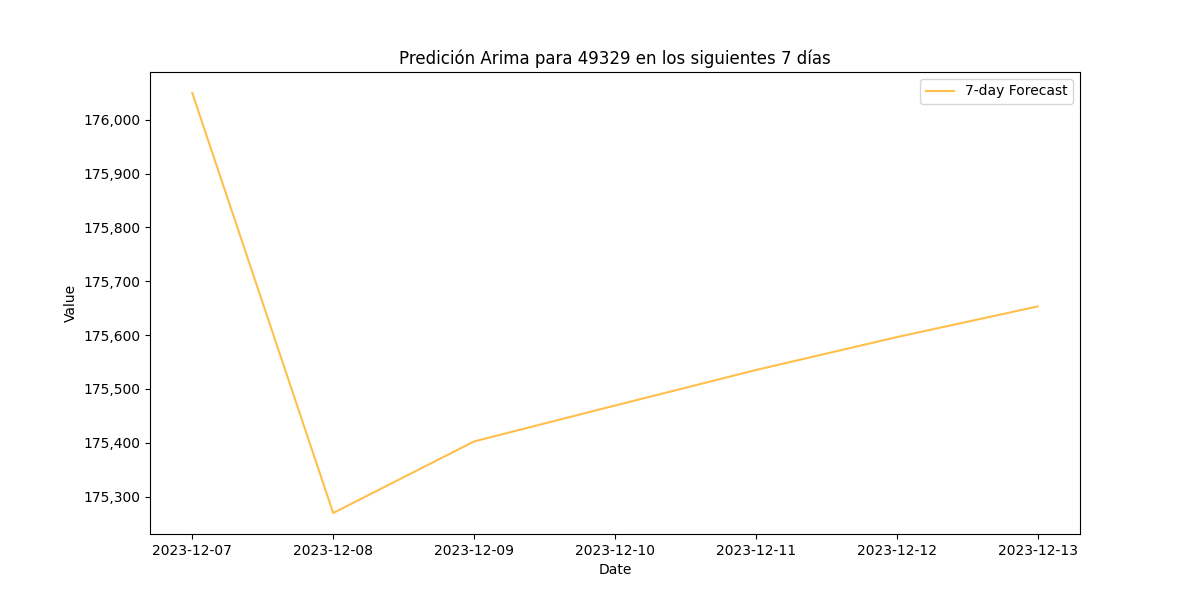 Predición Arima para 49329 en los siguientes 7 días
7-day Forecast
176,000
175,900
175,800
175,700
175,600
175,500
175,400
175,300
Value
2023-12-07 2023-12-08 2023-12-09 2023-12-10 2023-12-11 2023-12-12 2023-12-13
Date